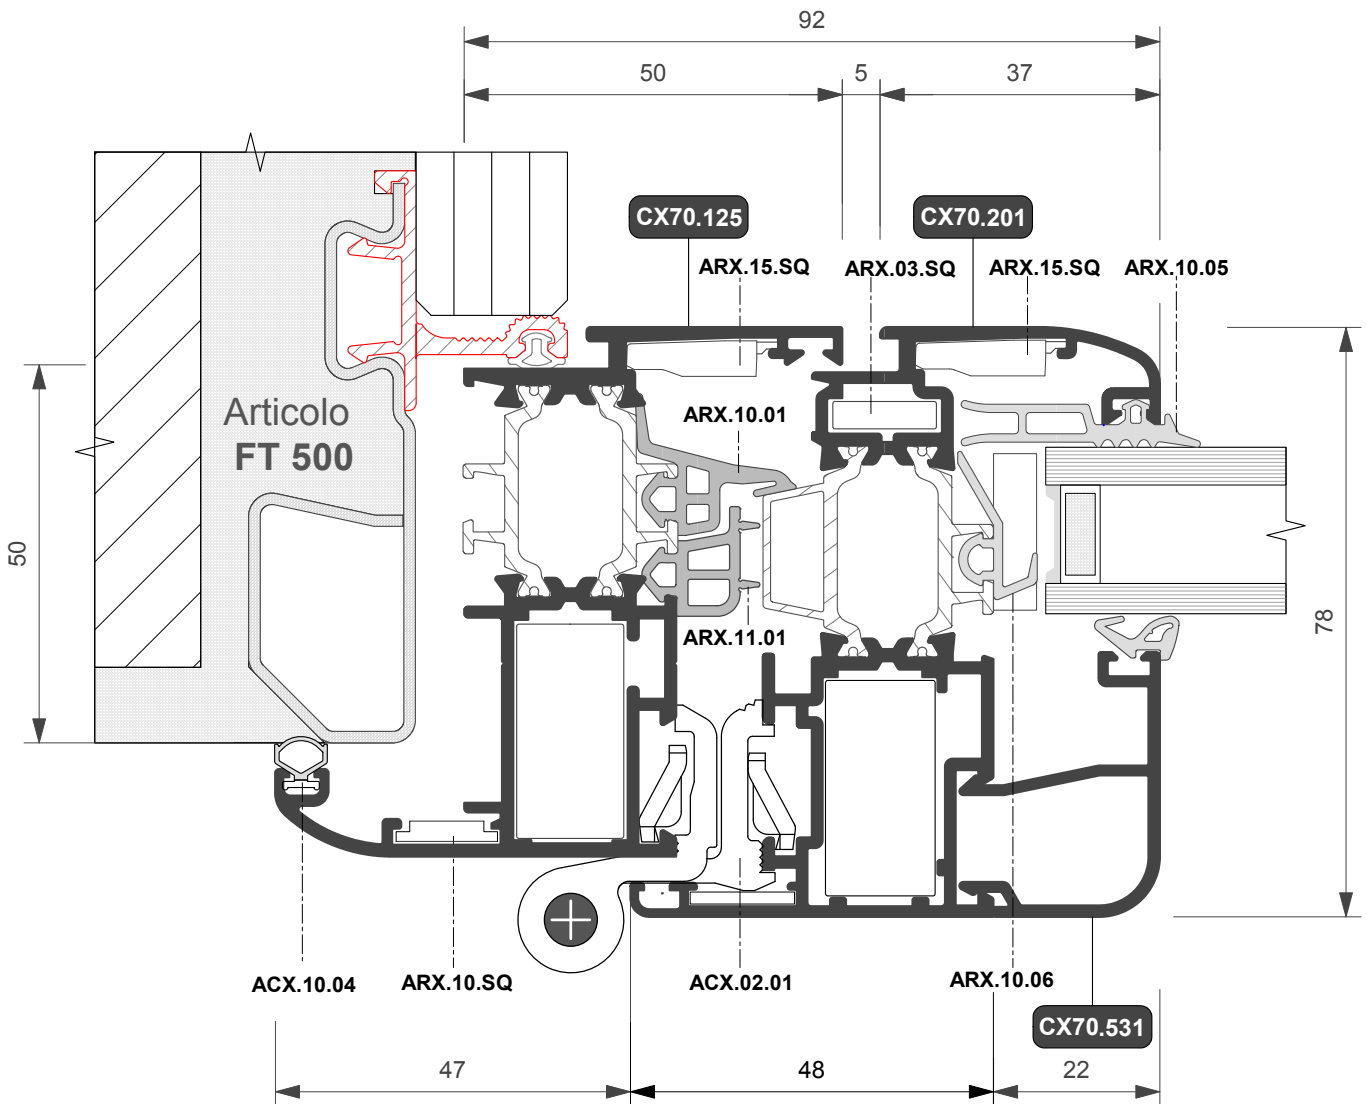 92
50
5
37
CX70.125
CX70.201
ARX.15.SQ
ARX.03.SQ
ARX.15.SQ
ARX.10.05
Articolo
FT 500
ARX.10.01
50
78
ARX.11.01
ACX.10.04
ARX.10.SQ
ACX.02.01
ARX.10.06
CX70.531
47
48
22